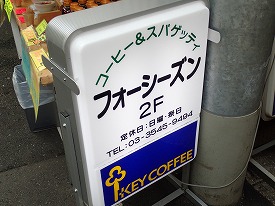 コーヒー&スパゲッティ
フォーシーズン
2F
定休日:日曜・祭日
TEL:03-3545-9494
KEY COFFEE